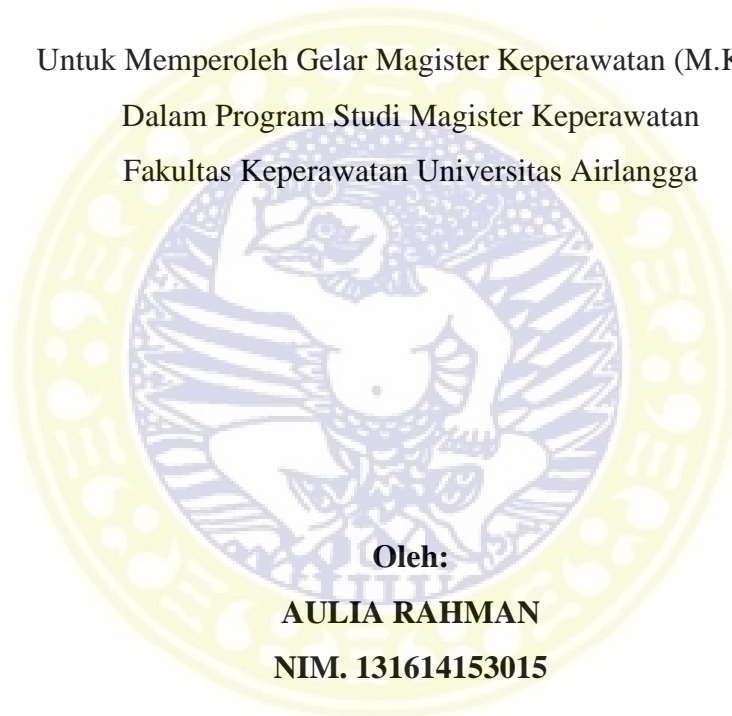 Untuk Memperoleh Gelar Magister Keperawatan (M.K
Dalam Program Studi Magister Keperawatan
Fakultas Keperawatan Universitas Airlangga
Oleh:
AULIA RAHMAN
NIM. 131614153015